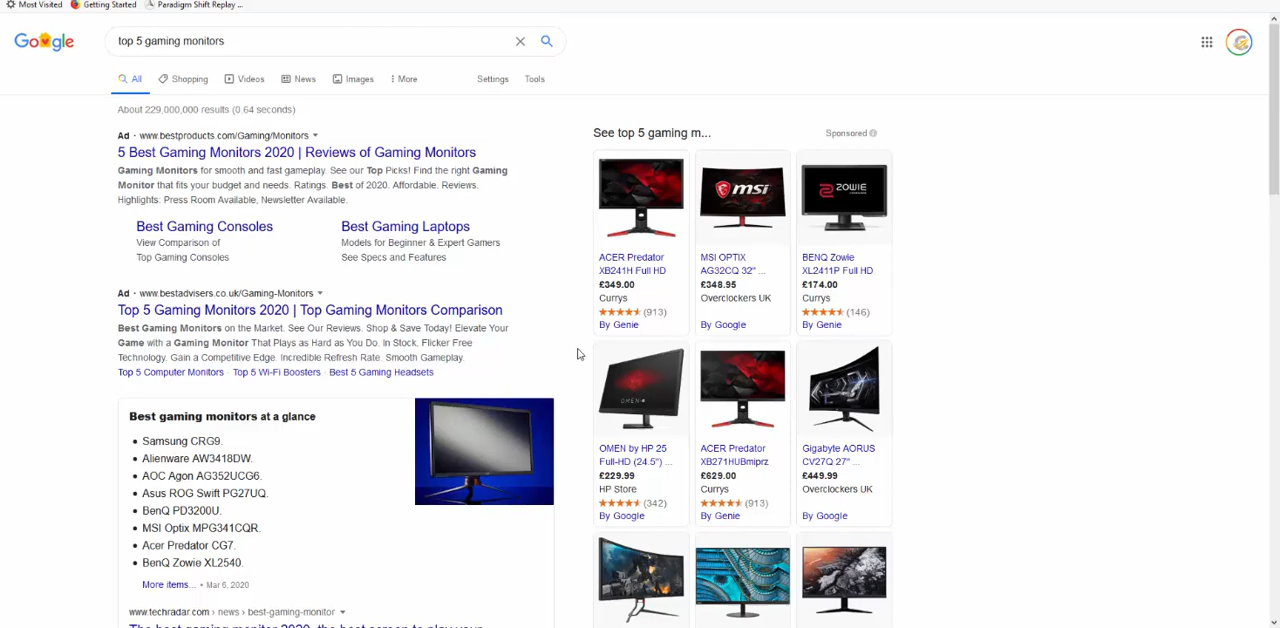 Most Visited Getting Started Paradigm Shift Replay ...
Google
top 5 gaming monitors
All Shopping Videos News Images More Settings Tools
About 229,000,000 results (0.64 seconds)
Ad · www.bestproducts.com/Gaming/Monitors
5 Best Gaming Monitors 2020 | Reviews of Gaming Monitors
Gaming Monitors for smooth and fast gameplay. See our Top Picks! Find the right Gaming
Monitor that fits your budget and needs. Ratings. Best of 2020. Affordable. Reviews.
Highlights: Press Room Available, Newsletter Available.
Best Gaming Consoles
View Comparison of
Top Gaming Consoles
Best Gaming Laptops
Models for Beginner & Expert Gamers
See Specs and Features
Ad · www.bestadvisers.co.uk/Gaming-Monitors
Top 5 Gaming Monitors 2020 | Top Gaming Monitors Comparison
Best Gaming Monitors on the Market. See Our Reviews. Shop & Save Today! Elevate Your
Game with a Gaming Monitor That Plays as Hard as You Do. In Stock. Flicker Free
Technology. Gain a Competitive Edge. Incredible Refresh Rate. Smooth Gameplay.
Top 5 Computer Monitors · Top 5 Wi-Fi Boosters · Best 5 Gaming Headsets
Best gaming monitors at a glance
• Samsung CRG9.
• Alienware AW3418DW.
• AOC Agon AG352UCG6.
• Asus ROG Swift PG27UQ.
• BenQ PD3200U.
• MSI Optix MPG341CQR.
• Acer Predator CG7.
• BenQ Zowie XL2540.
More items... • Mar 6, 2020
www.techradar.com › news › best-gaming-monitor
The best gaming monitor 2020: the best screen to play your
See top 5 gaming m...
Sponsored
msi
ZOWIE
ACER Predator
XB241H Full HD
£349.00
Currys
(913)
By Genie
MSI OPTIX
AG32CQ 32" ...
£348.95
Overclockers UK
By Google
BENQ Zowie
XL2411P Full HD
£174.00
Currys
(146)
By Genie
OMEN
OMEN by HP 25
Full-HD (24.5") ...
£229.99
HP Store
(342)
By Google
ACER Predator
XB271HUBmiprz
£629.00
Currys
(913)
By Genie
Gigabyte AORUS
CV27Q 27" ...
£449.99
Overclockers UK
By Google